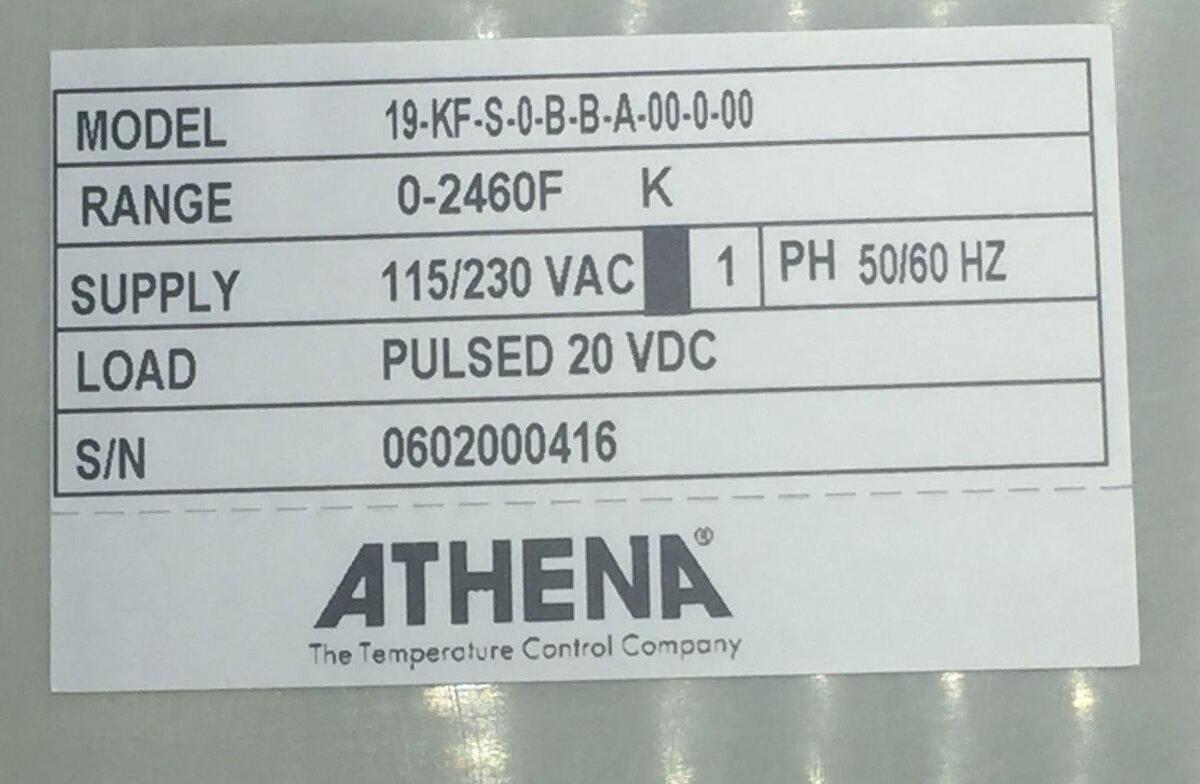 MODEL 19-KF-S-0-B-B-A-00-0-00
RANGE 0-2460F K
SUPPLY 115/230 VAC 1 PH 50/60 HZ
LOAD PULSED 20 VDC
S/N 0602000416
ATHENA®
The Temperature Control Company